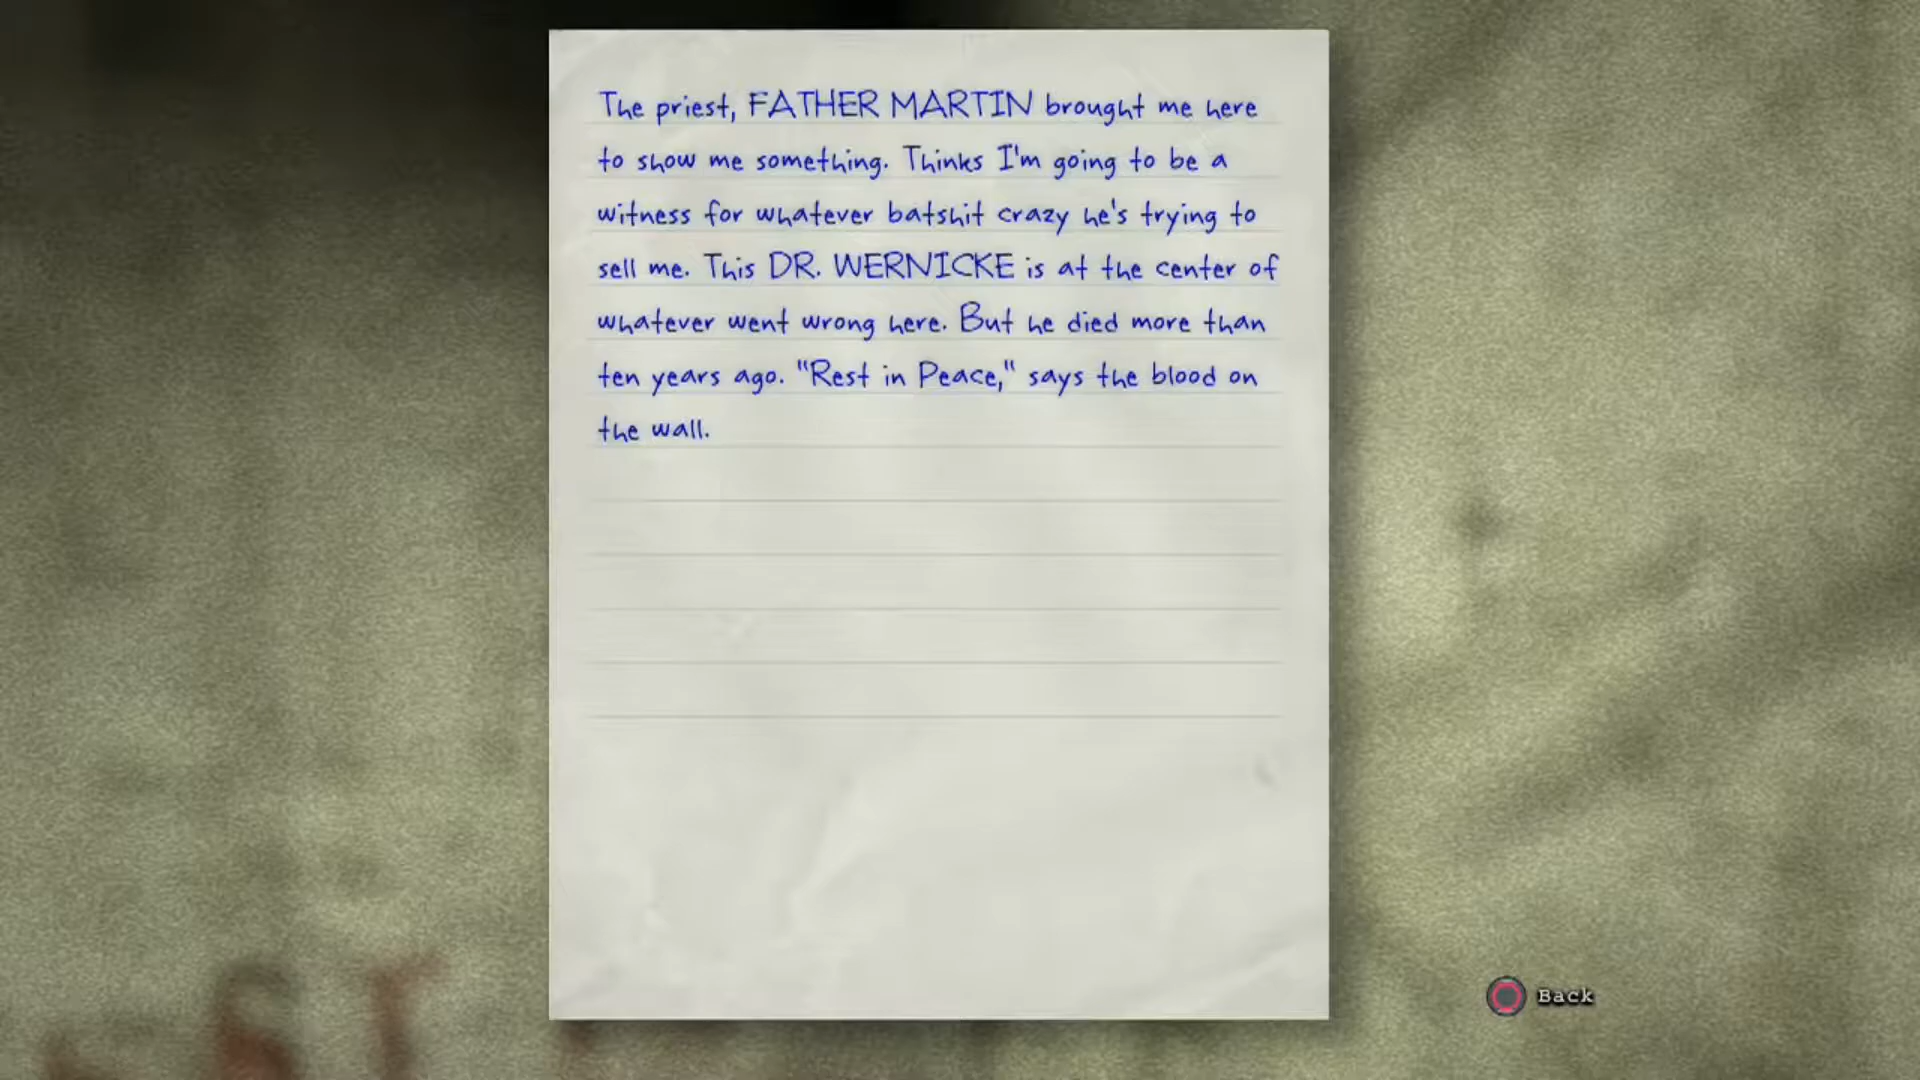 The priest, FATHER MARTIN brought me here
to show me something. Thinks I'm going to be a
witness for whatever batshit crazy he's trying to
sell me. This DR. WERNICKE is at the center of
whatever went wrong here. But he died more than
ten years ago. "Rest in Peace," says the blood on
the wall.
ST
Back